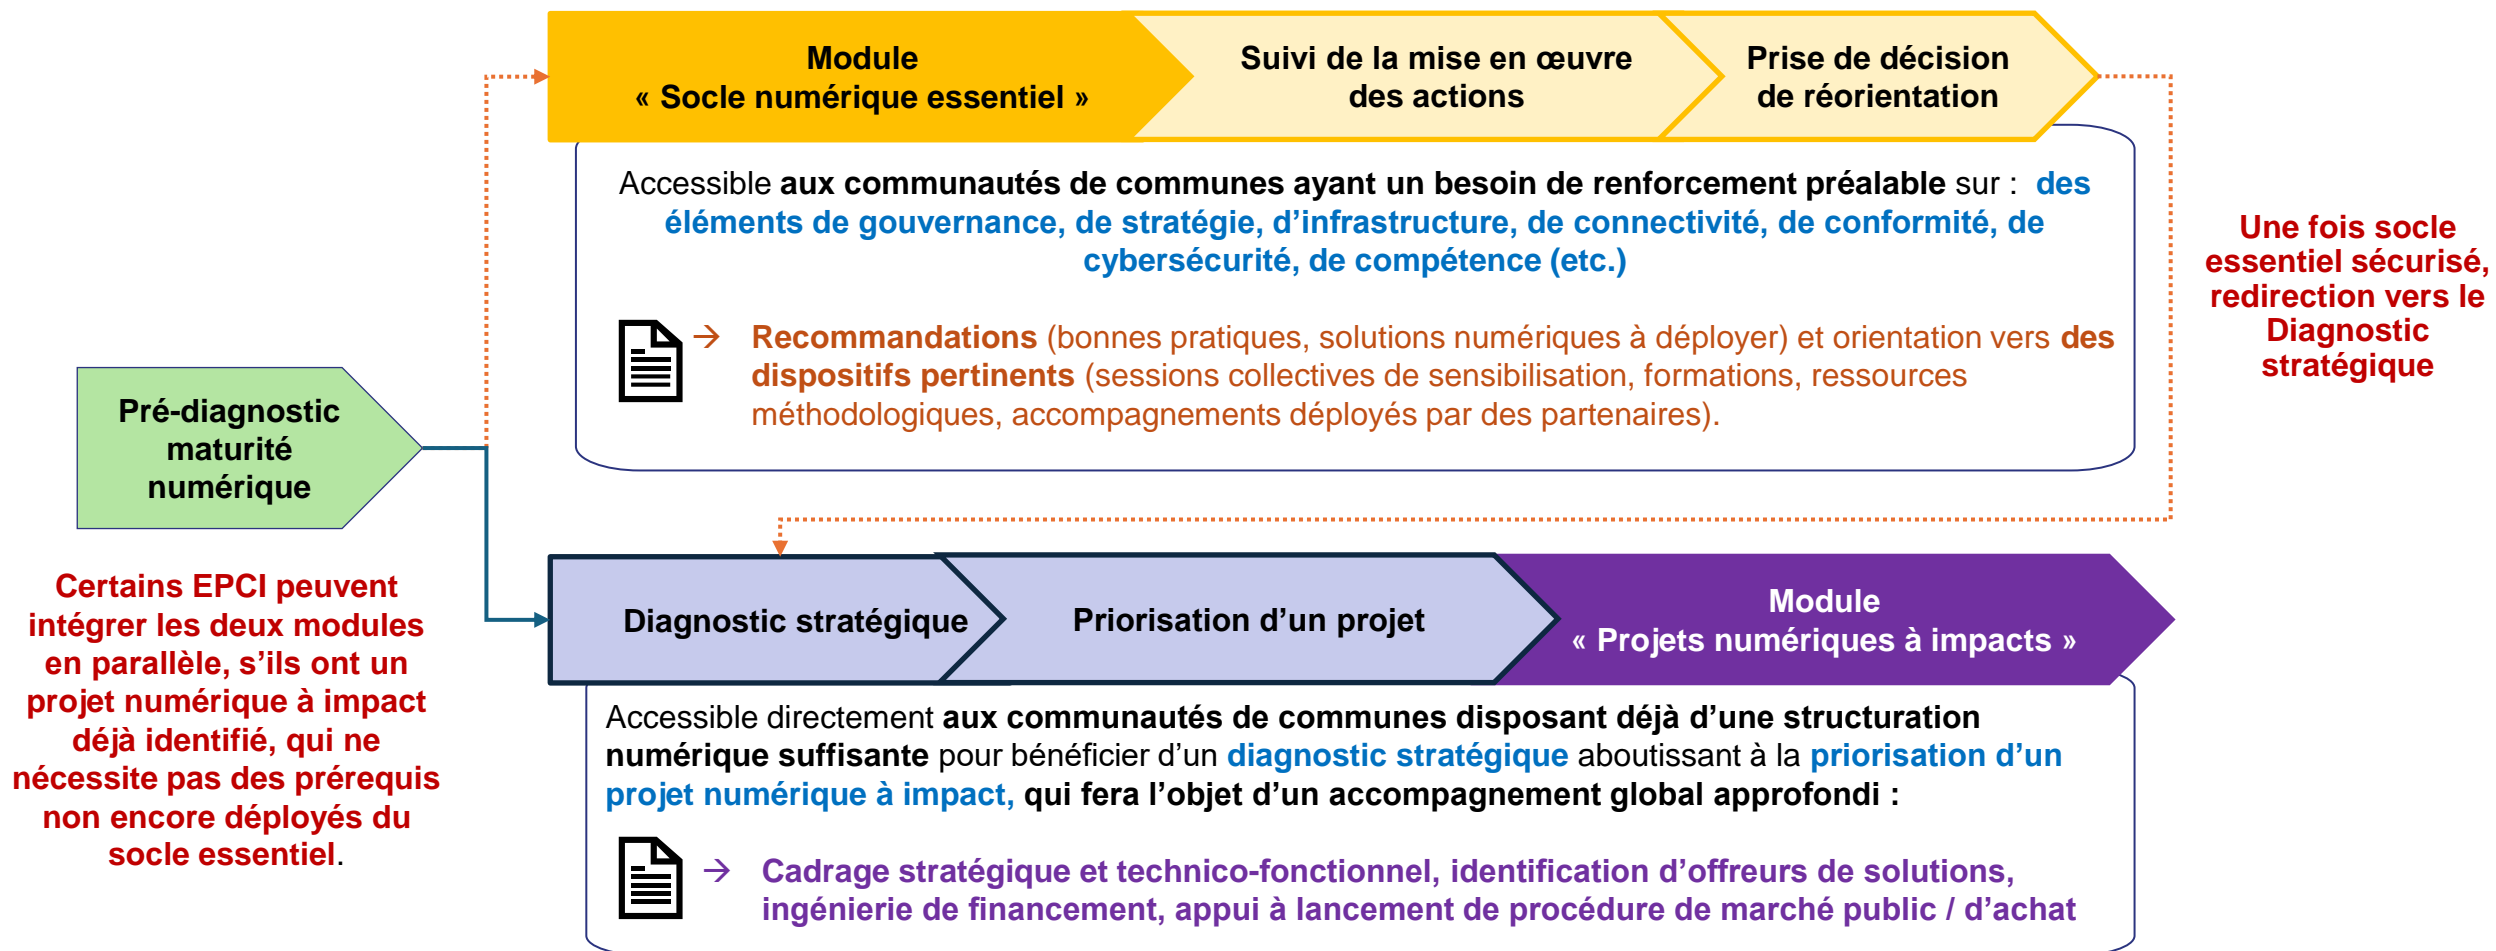 Module
« Socle numérique essentiel »
Suivi de la mise en œuvre
des actions
Prise de décision
de réorientation
Accessible aux communautés de communes ayant un besoin de renforcement préalable sur : des
éléments de gouvernance, de stratégie, d’infrastructure, de connectivité, de conformité, de
cybersécurité, de compétence (etc.)
→ Recommandations (bonnes pratiques, solutions numériques à déployer) et orientation vers des
dispositifs pertinents (sessions collectives de sensibilisation, formations, ressources
méthodologiques, accompagnements déployés par des partenaires).
Une fois socle
essentiel sécurisé,
redirection vers le
Diagnostic
stratégique
Pré-diagnostic
maturité
numérique
Certains EPCI peuvent
intégrer les deux modules
en parallèle, s’ils ont un
projet numérique à impact
déjà identifié, qui ne
nécessite pas des prérequis
non encore déployés du
socle essentiel.
Diagnostic stratégique
Priorisation d’un projet
Module
« Projets numériques à impacts »
Accessible directement aux communautés de communes disposant déjà d’une structuration
numérique suffisante pour bénéficier d’un diagnostic stratégique aboutissant à la priorisation d’un
projet numérique à impact, qui fera l’objet d’un accompagnement global approfondi :
→ Cadrage stratégique et technico-fonctionnel, identification d’offreurs de solutions,
ingénierie de financement, appui à lancement de procédure de marché public / d’achat